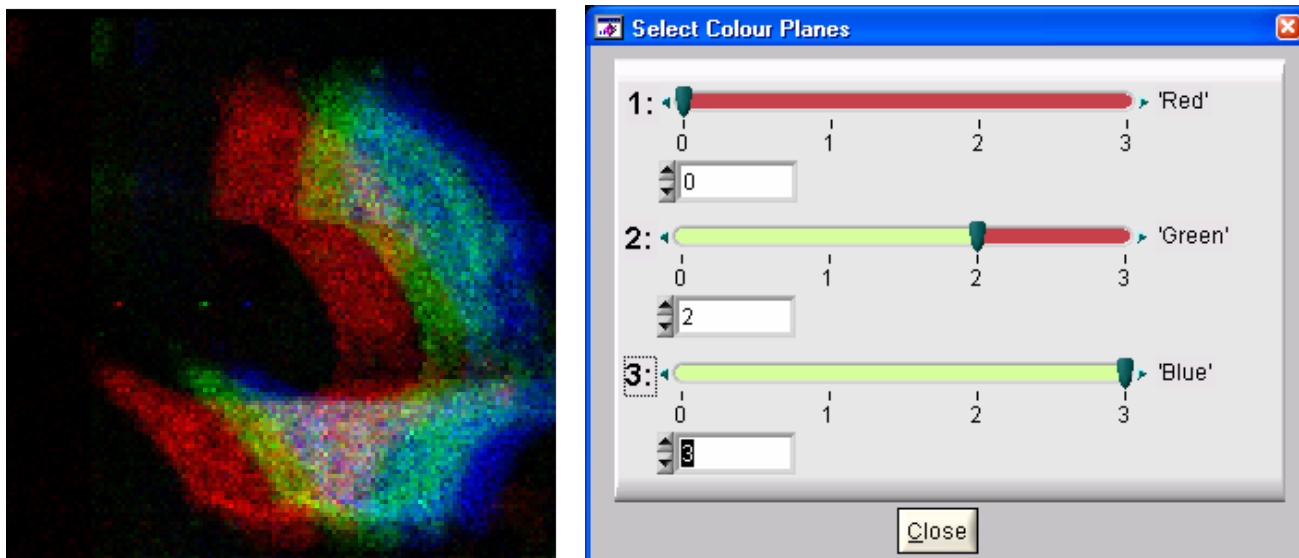 Select Colour Planes
1: 'Red'
0 1 2 3
0
2: 'Green'
0 1 2 3
2
3: 'Blue'
0 1 2 3
3
Close